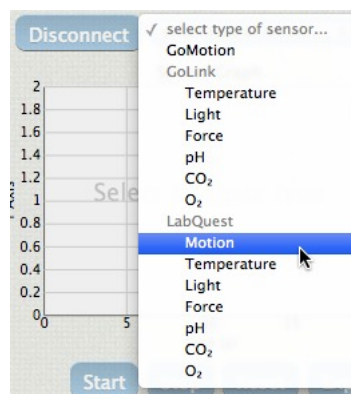 Disconnect
✓ select type of sensor...
GoMotion
GoLink
Temperature
Light
Force
pH
CO₂
O₂
LabQuest
Motion
Temperature
Light
Force
pH
CO₂
O₂
2
1.8
1.6
1.4
1.2
1
0.8
0.6
0.4
0.2
0
0
5
Axis
Sele
Start